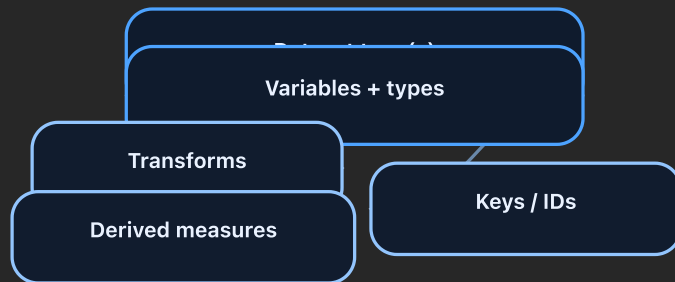 Variables + types
Transforms
Keys / IDs
Derived measures